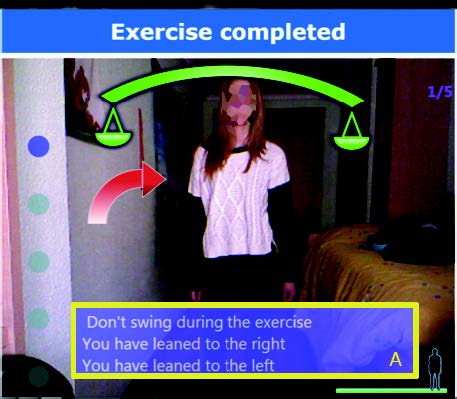 Exercise completed
1/5
Don't swing during the exercise
You have leaned to the right
You have leaned to the left
A